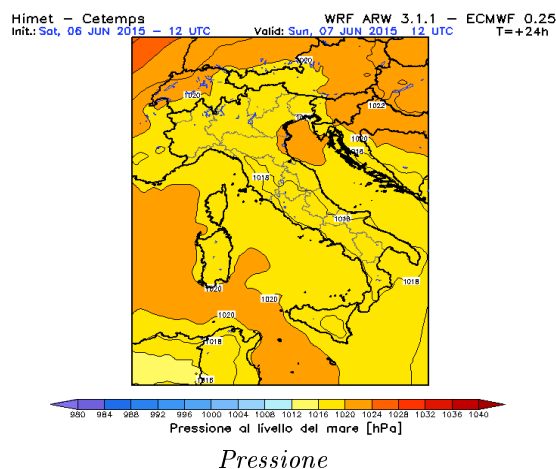 Himet – Cetemps WRF ARW 3.1.1 – ECMWF 0.25
Init.: Sat, 06 JUN 2015 – 12 UTC Valid: Sun, 07 JUN 2015 12 UTC T=+24h
1020
1020
1022
1020
1016
1018
1018
1018
1020
1020
1020
1018
1016
980 984 988 992 996 1000 1004 1008 1012 1016 1020 1024 1028 1032 1036 1040
Pressione al livello del mare [hPa]
Pressione